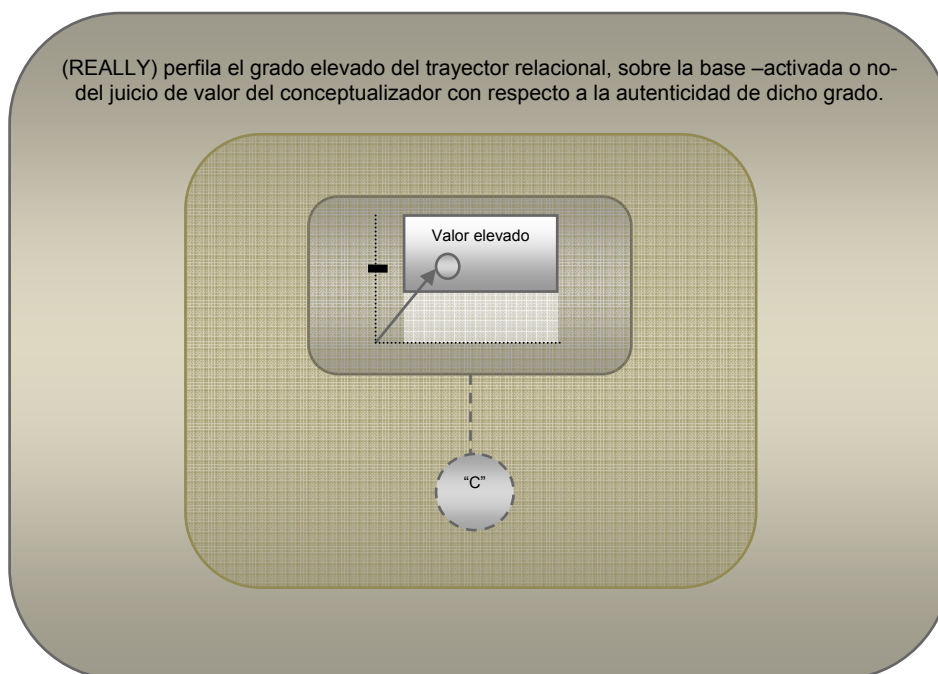 (REALLY) perfila el grado elevado del trayector relacional, sobre la base –activada o no-
del juicio de valor del conceptualizador con respecto a la autenticidad de dicho grado.
Valor elevado
“C”